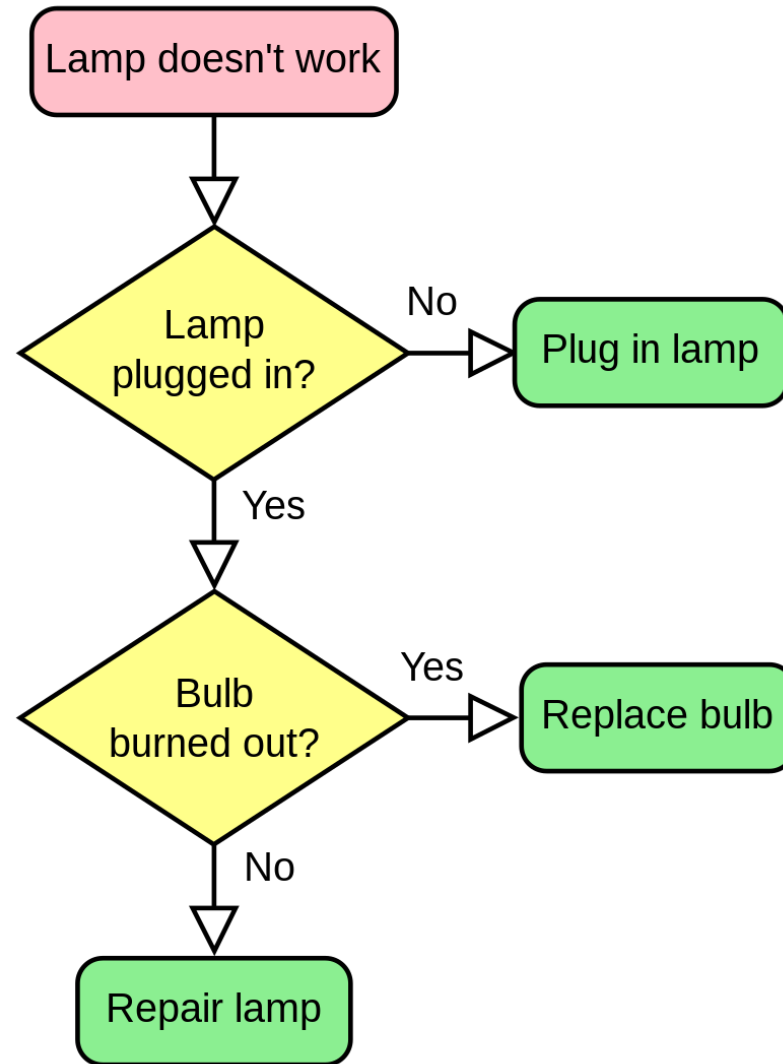 Lamp doesn't work
Lamp
plugged in?
No
Plug in lamp
Yes
Bulb
burned out?
Yes
Replace bulb
No
Repair lamp